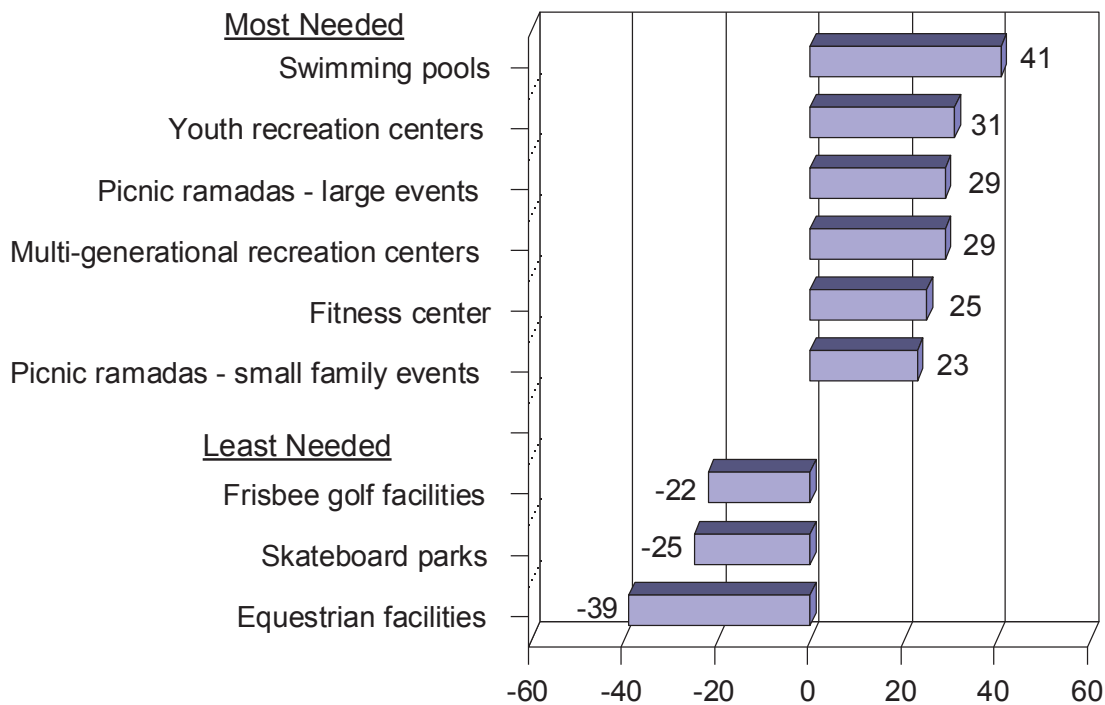 Most Needed
Swimming pools 41
Youth recreation centers 31
Picnic ramadas - large events 29
Multi-generational recreation centers 29
Fitness center 25
Picnic ramadas - small family events 23
Least Needed
Frisbee golf facilities -22
Skateboard parks -25
Equestrian facilities -39
-60 -40 -20 0 20 40 60